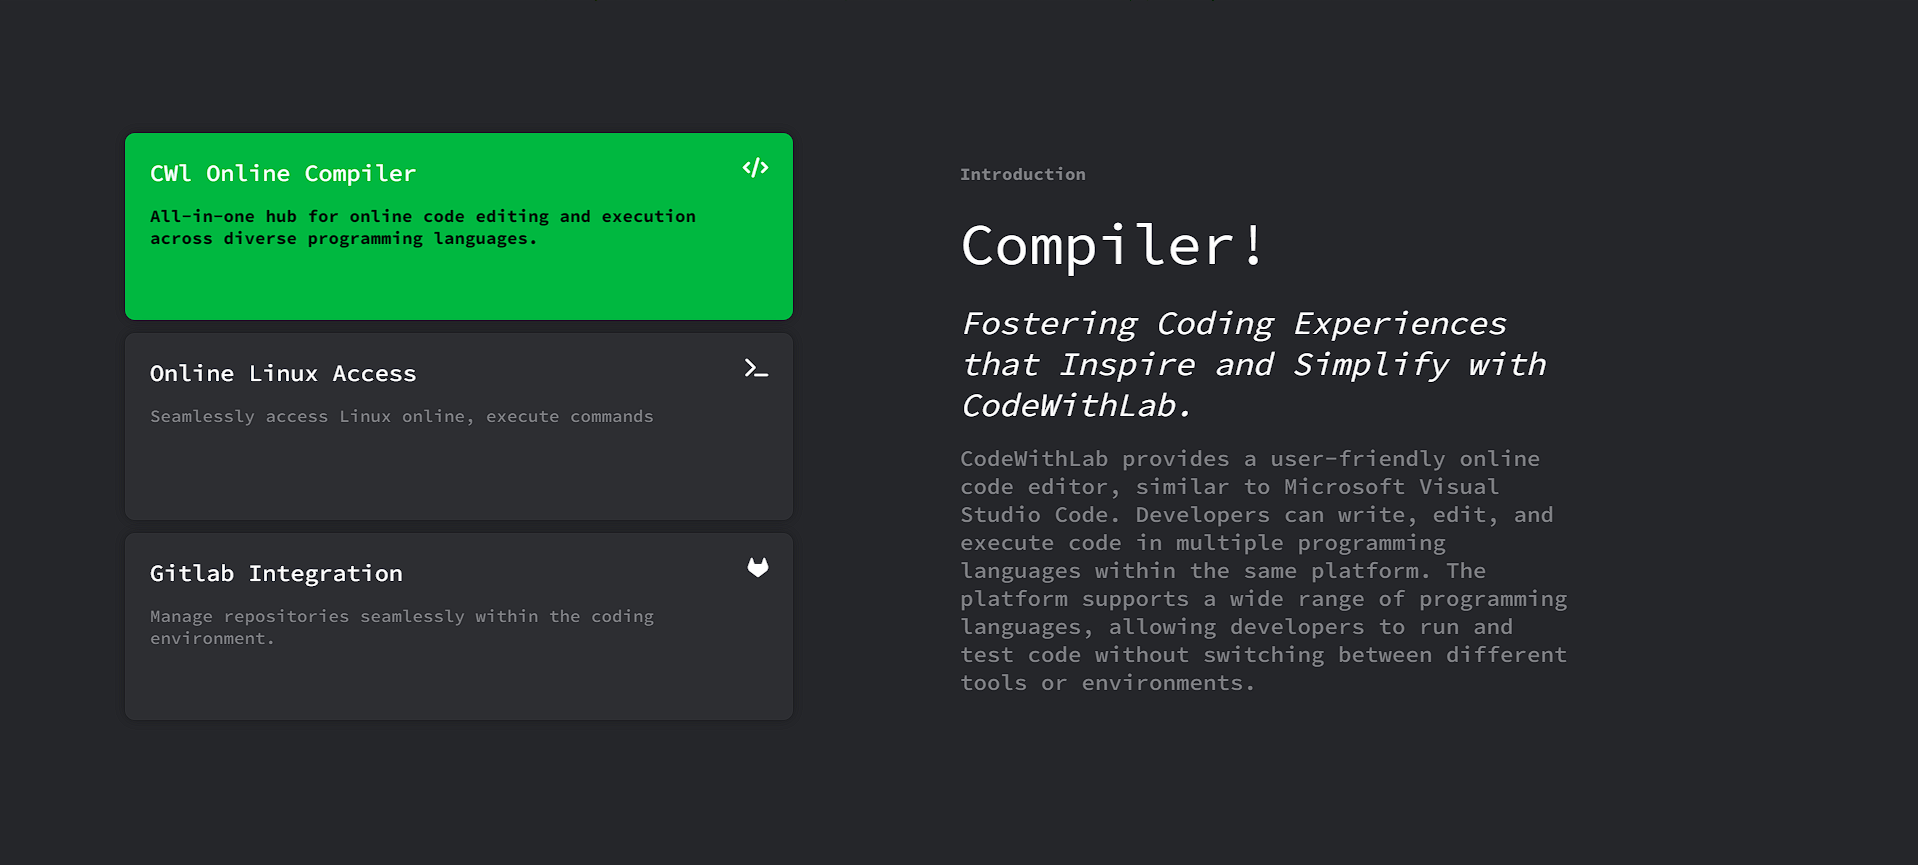 CWl Online Compiler
All-in-one hub for online code editing and execution
across diverse programming languages.
Online Linux Access
Seamlessly access Linux online, execute commands
Gitlab Integration
Manage repositories seamlessly within the coding
environment.
Introduction
Compiler!
Fostering Coding Experiences
that Inspire and Simplify with
CodeWithLab.
CodeWithLab provides a user-friendly online
code editor, similar to Microsoft Visual
Studio Code. Developers can write, edit, and
execute code in multiple programming
languages within the same platform. The
platform supports a wide range of programming
languages, allowing developers to run and
test code without switching between different
tools or environments.